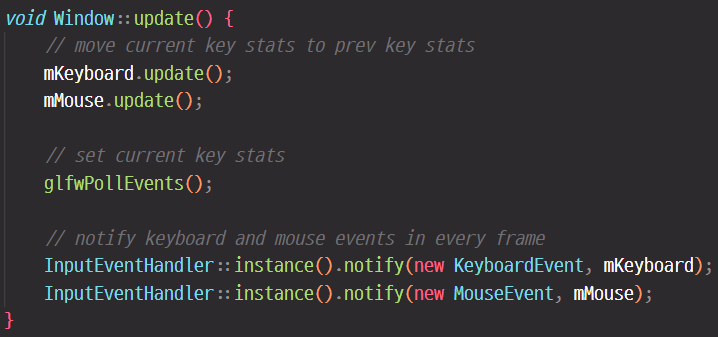 void Window::update() {
// move current key stats to prev key stats
mKeyboard.update();
mMouse.update();
// set current key stats
glfwPollEvents();
// notify keyboard and mouse events in every frame
InputEventHandler::instance().notify(new KeyboardEvent, mKeyboard);
InputEventHandler::instance().notify(new MouseEvent, mMouse);
}